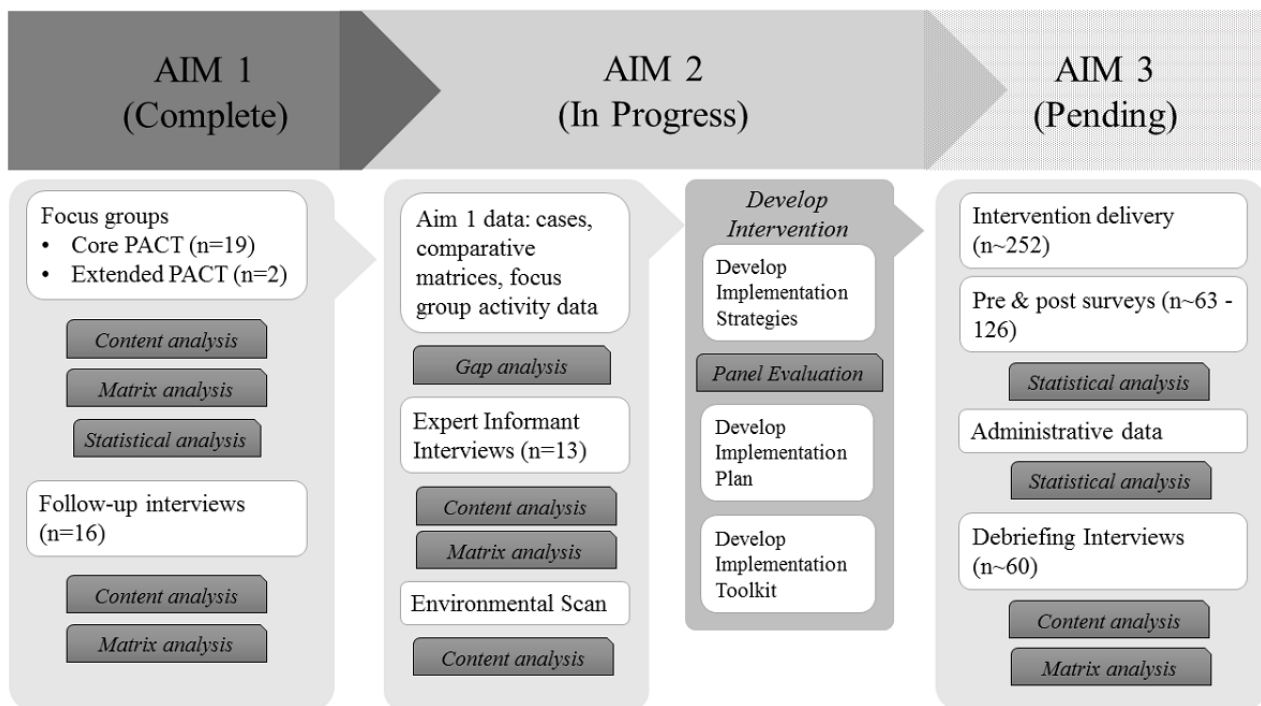 AIM 1
(Complete)
AIM 2
(In Progress)
AIM 3
(Pending)
Focus groups
• Core PACT (n=19)
• Extended PACT (n=2)
Content analysis
Matrix analysis
Statistical analysis
Follow-up interviews
(n=16)
Content analysis
Matrix analysis
Aim 1 data: cases,
comparative
matrices, focus
group activity data
Gap analysis
Expert Informant
Interviews (n=13)
Content analysis
Matrix analysis
Environmental Scan
Content analysis
Develop
Intervention
Develop
Implementation
Strategies
Panel Evaluation
Develop
Implementation
Plan
Develop
Implementation
Toolkit
Intervention delivery
(n~252)
Pre & post surveys (n~63 -
126)
Statistical analysis
Administrative data
Statistical analysis
Debriefing Interviews
(n~60)
Content analysis
Matrix analysis